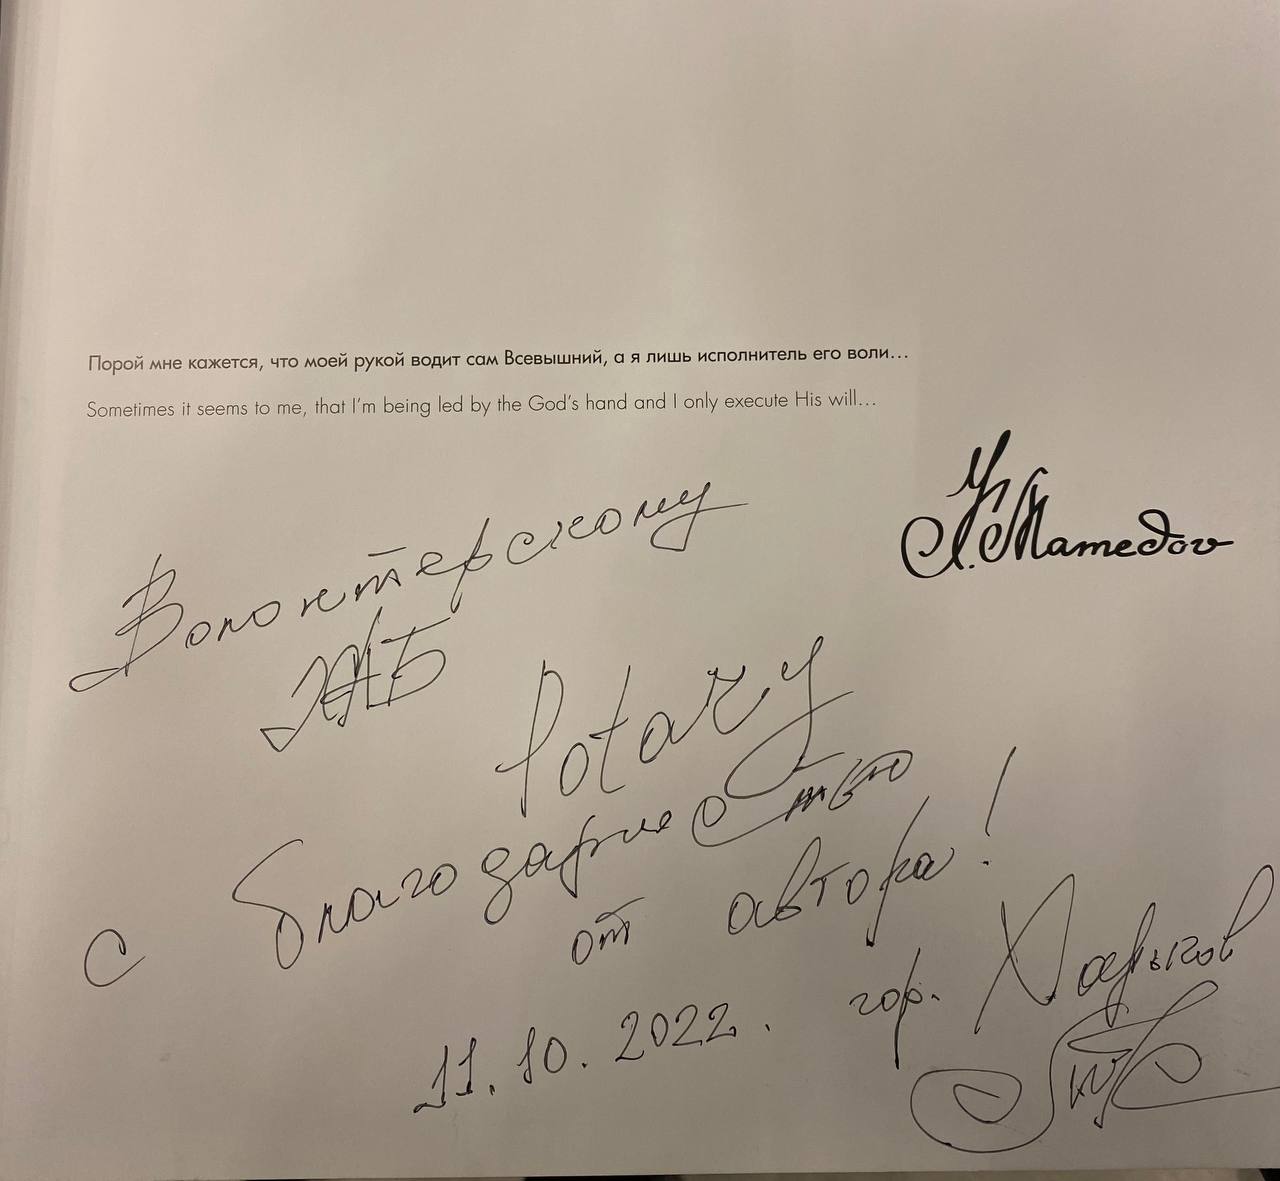 Порой мне кажется, что моей рукой водит сам Всевышний, а я лишь исполнитель его воли...
Sometimes it seems to me, that I'm being led by the God's hand and I only execute His will...
Mamedov
Волонтерскому
Rotary
с благодарностью
от автора!
11.10.2022. гор. Харьков